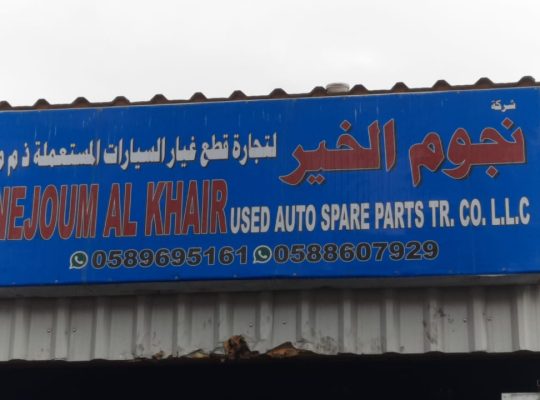 شركة
نجوم الخير لتجارة قطع غيار السيارات المستعملة ذ م م
NEJOUM AL KHAIR USED AUTO SPARE PARTS TR. CO. L.L.C
0589695161 0588607929